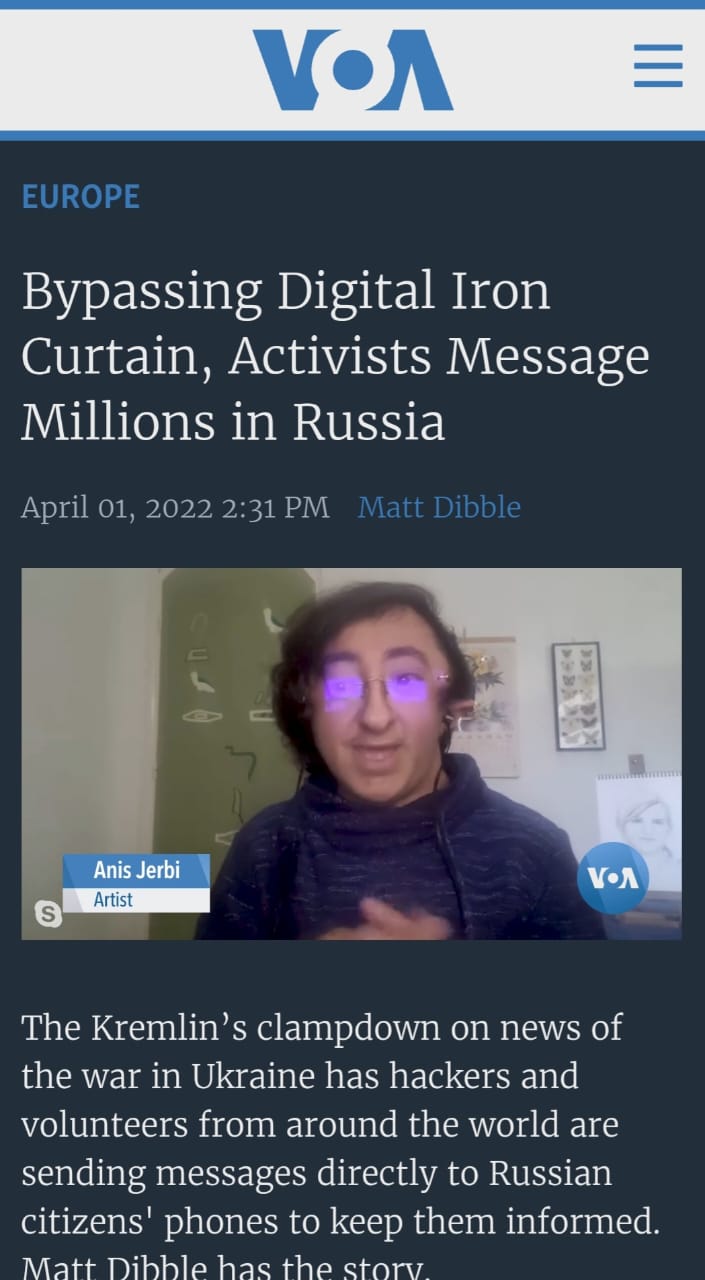 VOA
EUROPE
Bypassing Digital Iron
Curtain, Activists Message
Millions in Russia
April 01, 2022 2:31 PM Matt Dibble
Anis Jerbi
Artist
S
VOA
The Kremlin’s clampdown on news of
the war in Ukraine has hackers and
volunteers from around the world are
sending messages directly to Russian
citizens' phones to keep them informed.
Matt Dibble has the story.